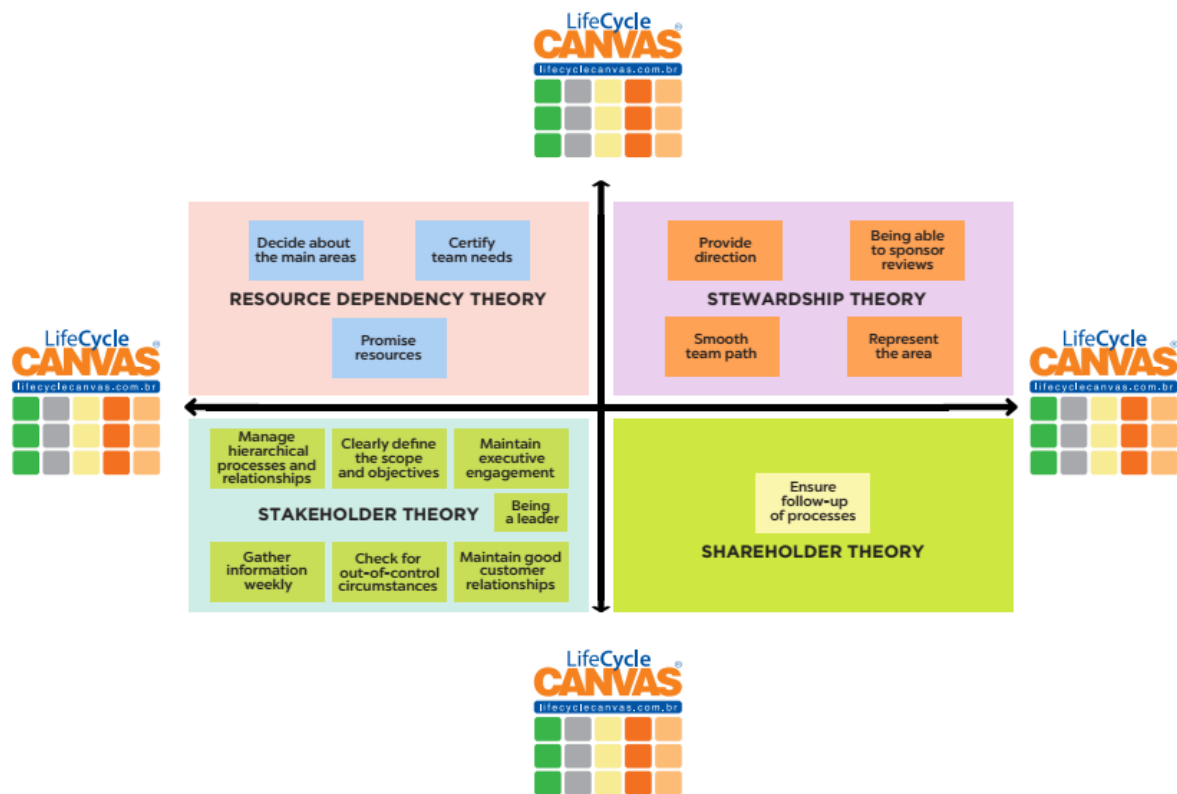 LifeCycle
CANVAS®
lifecyclecanvas.com.br
Decide about
the main areas
Certify
team needs
RESOURCE DEPENDENCY THEORY
Promise
resources
Provide
direction
Being able
to sponsor
reviews
STEWARDSHIP THEORY
Smooth
team path
Represent
the area
LifeCycle
CANVAS®
lifecyclecanvas.com.br
LifeCycle
CANVAS®
lifecyclecanvas.com.br
Manage
hierarchical
processes and
relationships
Clearly define
the scope
and objectives
Maintain
executive
engagement
STAKEHOLDER THEORY
Being
a leader
Gather
information
weekly
Check for
out-of-control
circumstances
Maintain good
customer
relationships
Ensure
follow-up
of processes
SHAREHOLDER THEORY
LifeCycle
CANVAS®
lifecyclecanvas.com.br